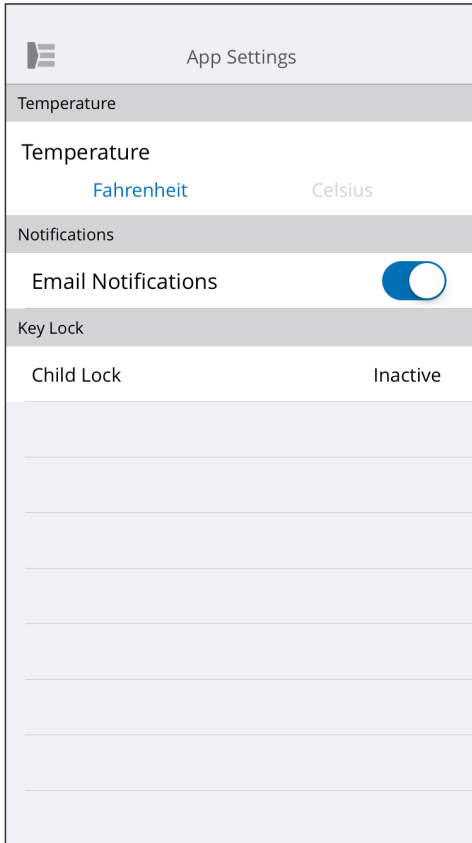 App Settings
Temperature
Temperature
Fahrenheit Celsius
Notifications
Email Notifications
Key Lock
Child Lock Inactive